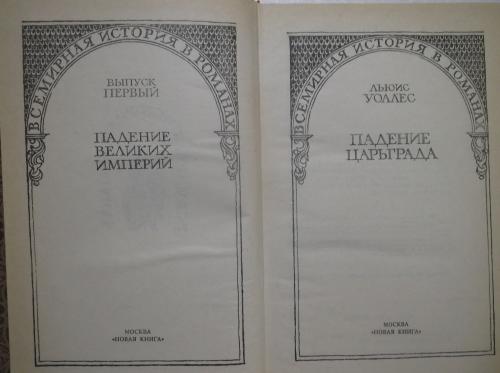 ВСЕМИРНАЯ ИСТОРИЯ В РОМАНАХ
ВЫПУСК
ПЕРВЫЙ
ПАДЕНИЕ
ВЕЛИКИХ
ИМПЕРИЙ
МОСКВА
«НОВАЯ КНИГА»
ВСЕМИРНАЯ ИСТОРИЯ В РОМАНАХ
ЛЬЮИС
УОЛЛЕС
ПАДЕНИЕ
ЦАРЬГРАДА
МОСКВА
«НОВАЯ КНИГА»